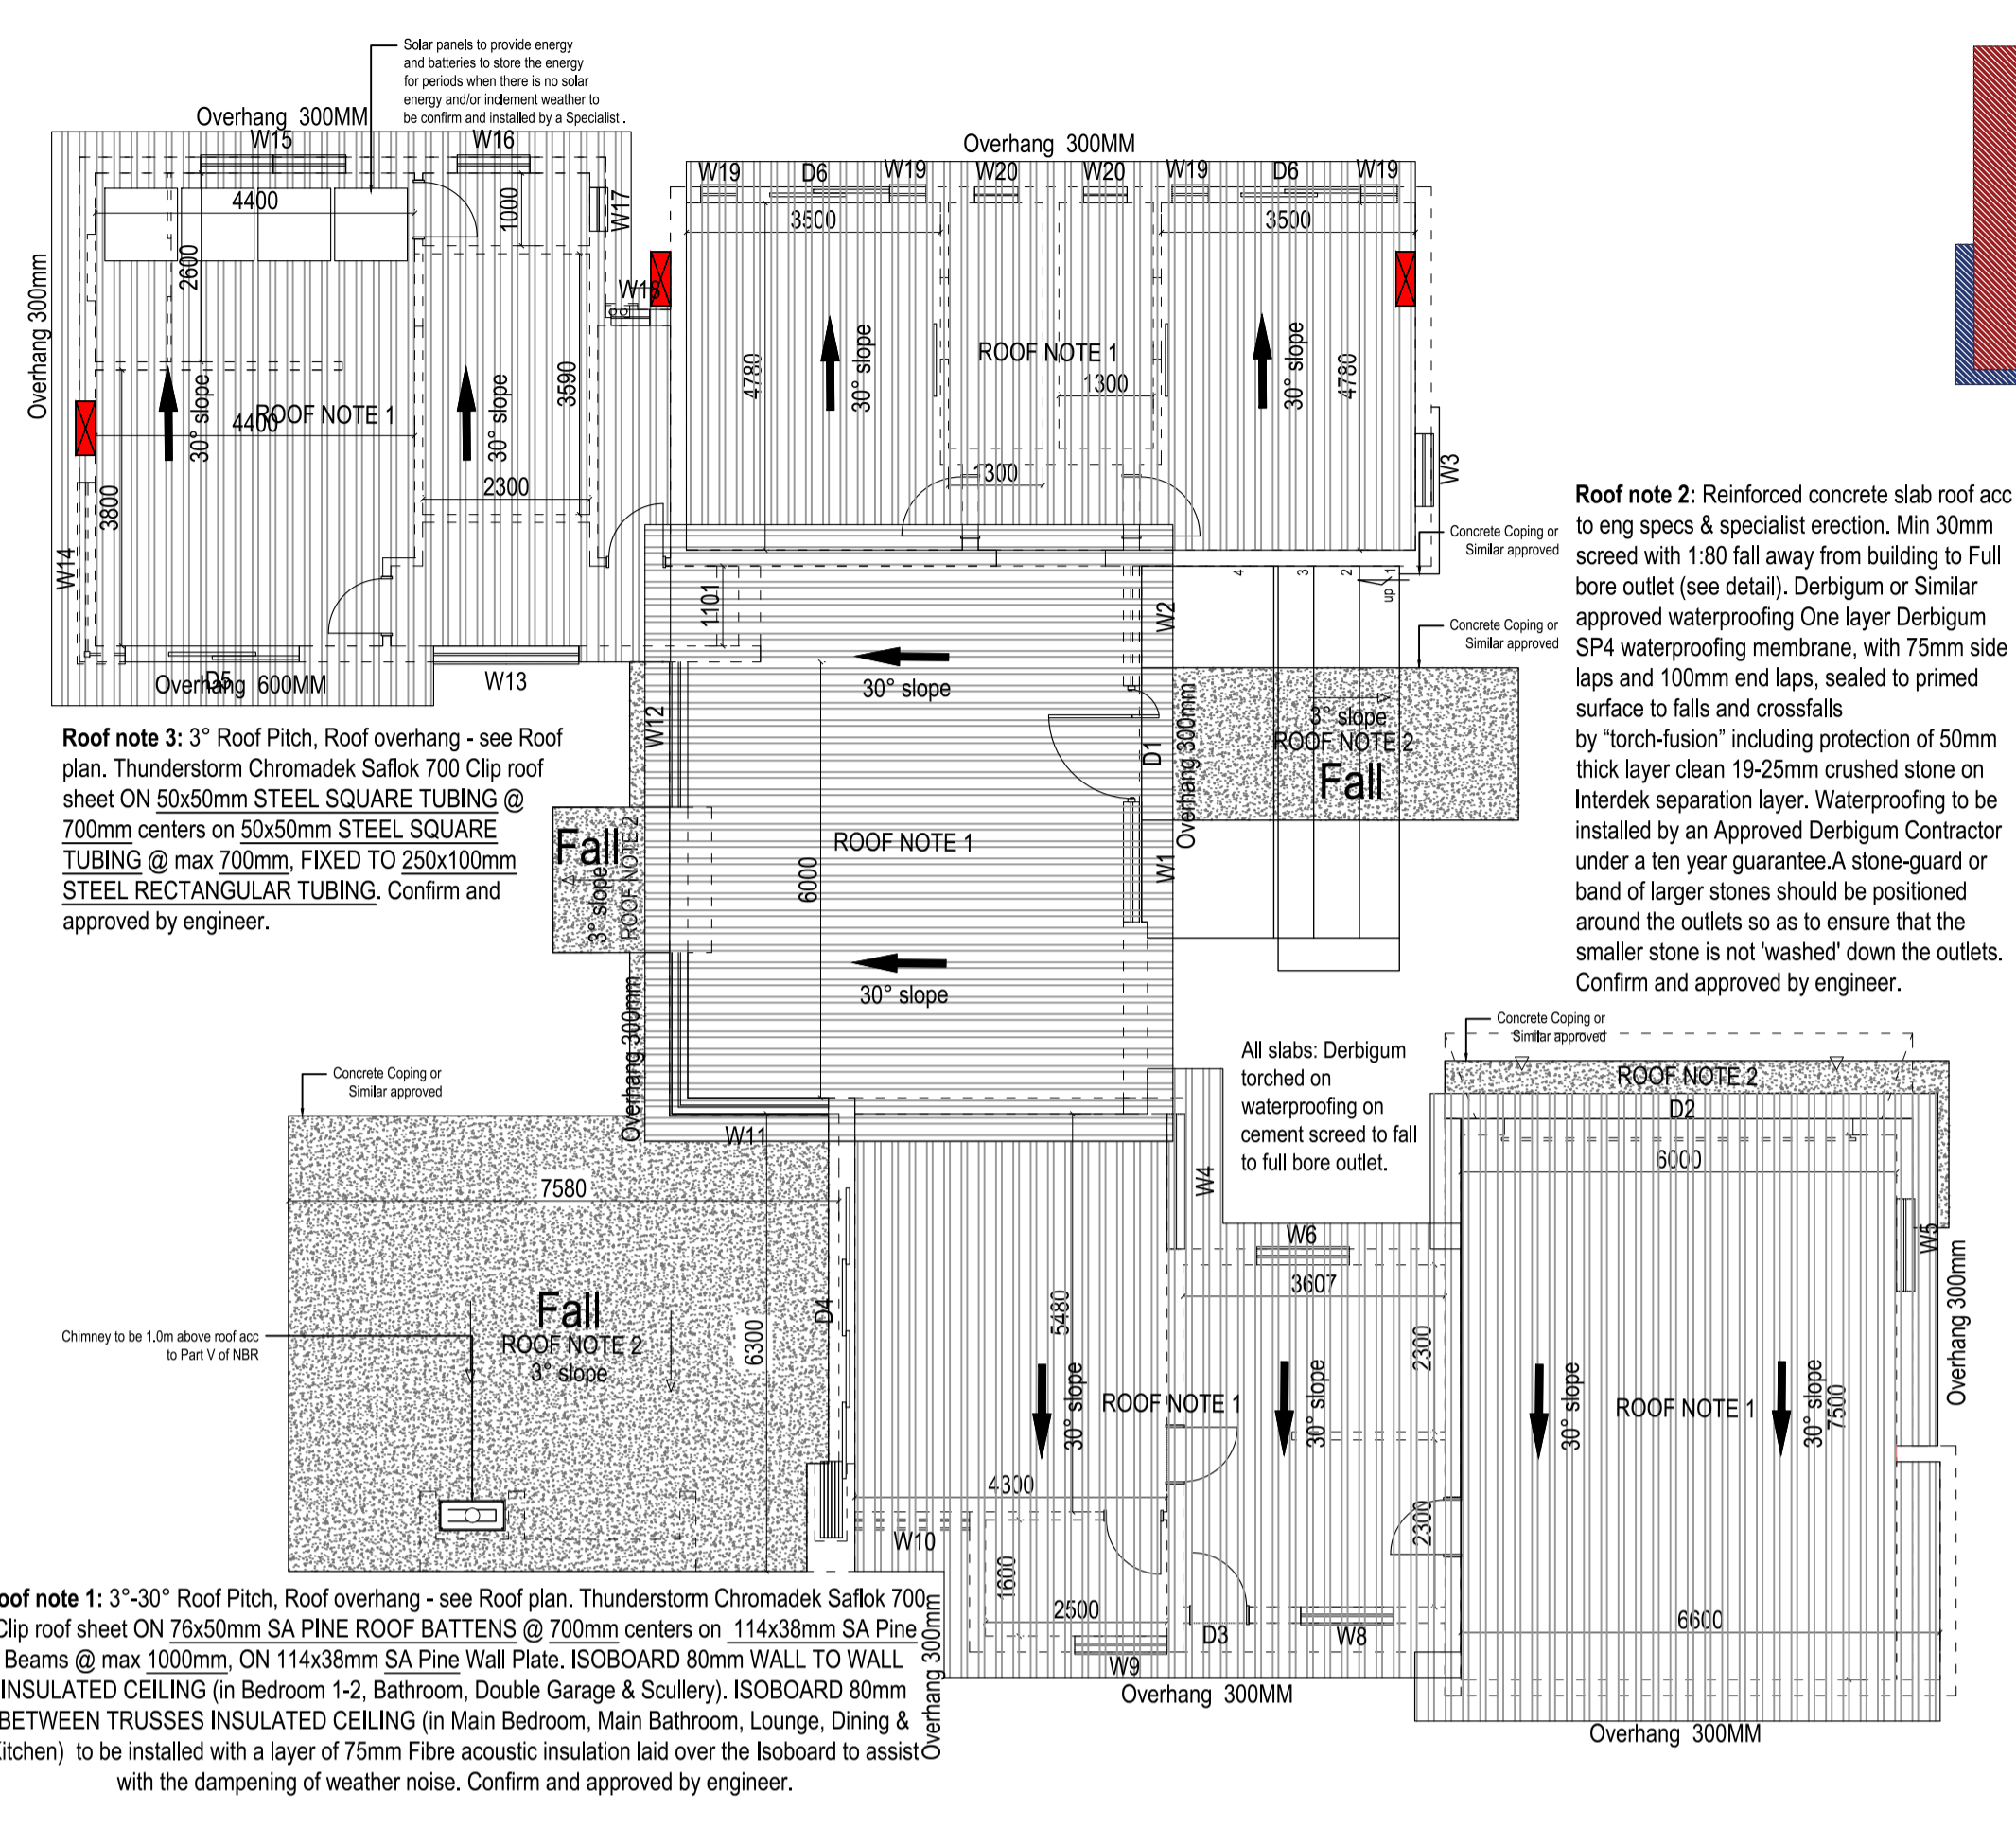 Solar panels to provide energy
and batteries to store the energy
for periods when there is no solar
energy and/or inclement weather to
be confirm and installed by a Specialist .
Overhang 300MM
W15
W16
W17
W18
4400
1000
2600
Overhang 300mm
30° slope
4400
ROOF NOTE 1
30° slope
3590
2300
3800
W14
D5
Overhang 600MM
W13
Overhang 300MM
W19
D6
W19
W20
W20
W19
D6
W19
3500
3500
4780
30° slope
ROOF NOTE 1
1300
30° slope
4780
1300
W3
Concrete Coping or
Similar approved
Concrete Coping or
Similar approved
4
3
2
up 1
1101
W2
30° slope
W12
D1
Overhang 300mm
3° slope
ROOF NOTE 2
Fall
Fall
3° slope
ROOF NOTE 2
ROOF NOTE 1
6000
W1
30° slope
Overhang 300mm
W11
Roof note 3: 3° Roof Pitch, Roof overhang - see Roof
plan. Thunderstorm Chromadek Saflok 700 Clip roof
sheet ON 50x50mm STEEL SQUARE TUBING @
700mm centers on 50x50mm STEEL SQUARE
TUBING @ max 700mm, FIXED TO 250x100mm
STEEL RECTANGULAR TUBING. Confirm and
approved by engineer.
Roof note 2: Reinforced concrete slab roof acc
to eng specs & specialist erection. Min 30mm
screed with 1:80 fall away from building to Full
bore outlet (see detail). Derbigum or Similar
approved waterproofing One layer Derbigum
SP4 waterproofing membrane, with 75mm side
laps and 100mm end laps, sealed to primed
surface to falls and crossfalls
by “torch-fusion” including protection of 50mm
thick layer clean 19-25mm crushed stone on
Interdek separation layer. Waterproofing to be
installed by an Approved Derbigum Contractor
under a ten year guarantee.A stone-guard or
band of larger stones should be positioned
around the outlets so as to ensure that the
smaller stone is not 'washed' down the outlets.
Confirm and approved by engineer.
Concrete Coping or
Similar approved
All slabs: Derbigum
torched on
waterproofing on
cement screed to fall
to full bore outlet.
Concrete Coping or
Similar approved
ROOF NOTE 2
D2
6000
W5
Overhang 300mm
7580
W4
W6
3607
Fall
ROOF NOTE 2
3° slope
6300
D4
5480
30° slope
ROOF NOTE 1
30° slope
2300
30° slope
ROOF NOTE 1
30° slope
7500
Chimney to be 1.0m above roof acc
to Part V of NBR
4300
W10
2300
1600
2500
D3
W8
6600
W9
Overhang 300MM
Overhang 300MM
Overhang 300mm
oof note 1: 3°-30° Roof Pitch, Roof overhang - see Roof plan. Thunderstorm Chromadek Saflok 700
Clip roof sheet ON 76x50mm SA PINE ROOF BATTENS @ 700mm centers on 114x38mm SA Pine
Beams @ max 1000mm, ON 114x38mm SA Pine Wall Plate. ISOBOARD 80mm WALL TO WALL
INSULATED CEILING (in Bedroom 1-2, Bathroom, Double Garage & Scullery). ISOBOARD 80mm
BETWEEN TRUSSES INSULATED CEILING (in Main Bedroom, Main Bathroom, Lounge, Dining &
Kitchen) to be installed with a layer of 75mm Fibre acoustic insulation laid over the Isoboard to assist
with the dampening of weather noise. Confirm and approved by engineer.